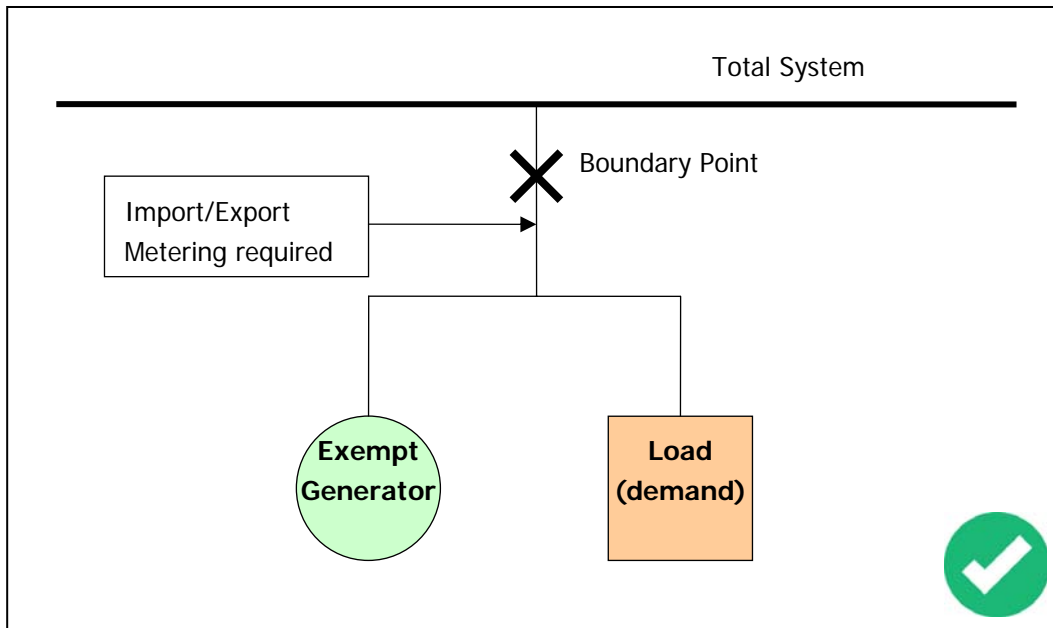 Total System
Boundary Point
Import/Export
Metering required
Exempt
Generator
Load
(demand)